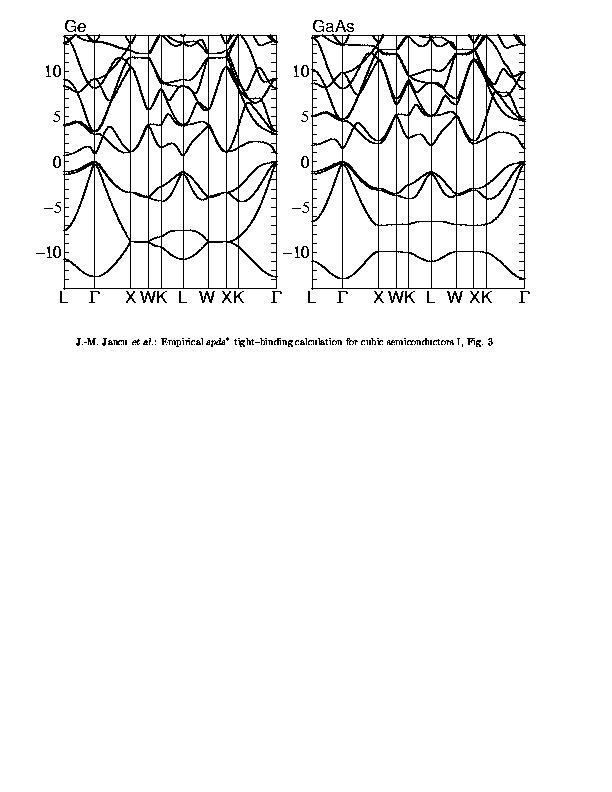 Ge GaAs
10 10
5 5
0 0
−5 −5
−10 −10
L Γ X W K L W X K Γ L Γ X W K L W X K Γ
J.-M. Jancu et al.: Empirical spds* tight-binding calculation for cubic semiconductors I, Fig. 3